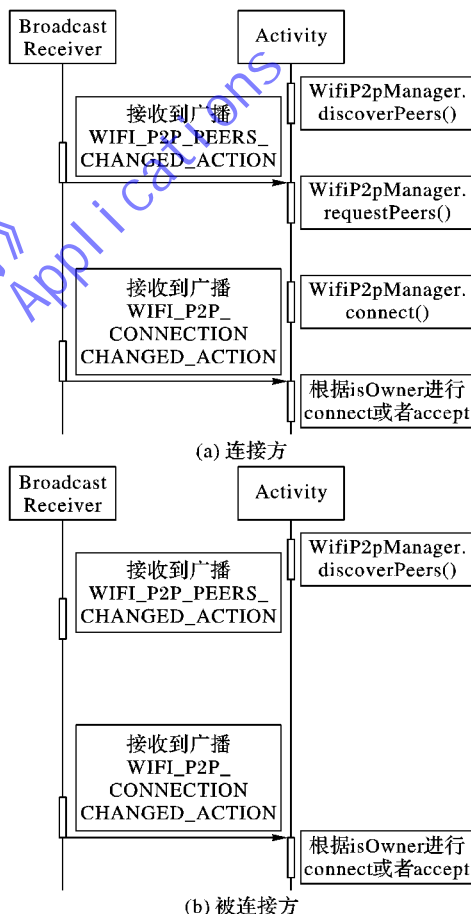 Broadcast
Receiver
Activity
WifiP2pManager.
discoverPeers()
接收到广播
WIFI_P2P_PEERS_
CHANGED_ACTION
WifiP2pManager.
requestPeers()
接收到广播
WIFI_P2P_
CONNECTION
CHANGED_ACTION
WifiP2pManager.
connect()
根据isOwner进行
connect或者accept
(a) 连接方
Broadcast
Receiver
Activity
WifiP2pManager.
discoverPeers()
接收到广播
WIFI_P2P_PEERS_
CHANGED_ACTION
接收到广播
WIFI_P2P_
CONNECTION
CHANGED_ACTION
根据isOwner进行
connect或者accept
(b) 被连接方
》
Applications